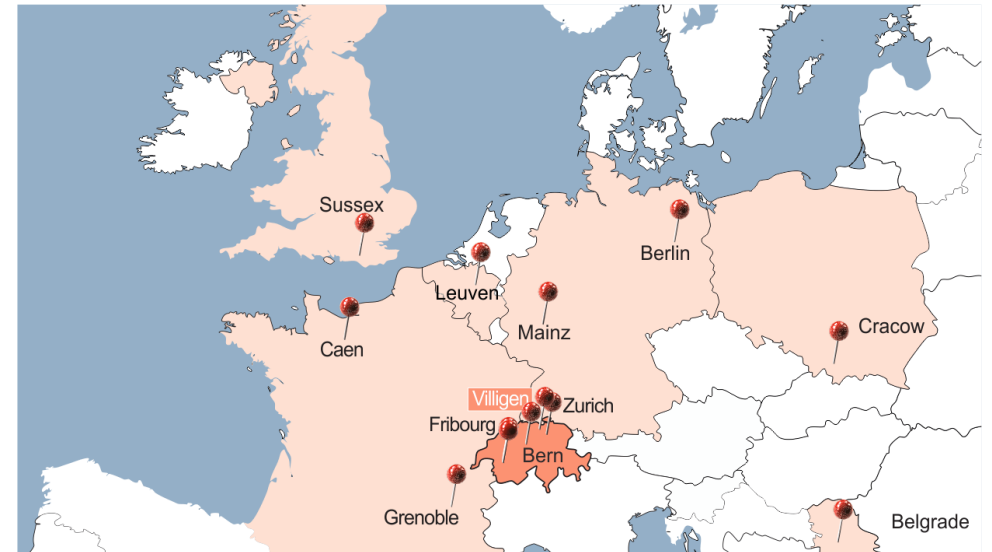 Sussex
Berlin
Leuven
Mainz
Cracow
Caen
Villigen
Zurich
Fribourg
Bern
Grenoble
Belgrade